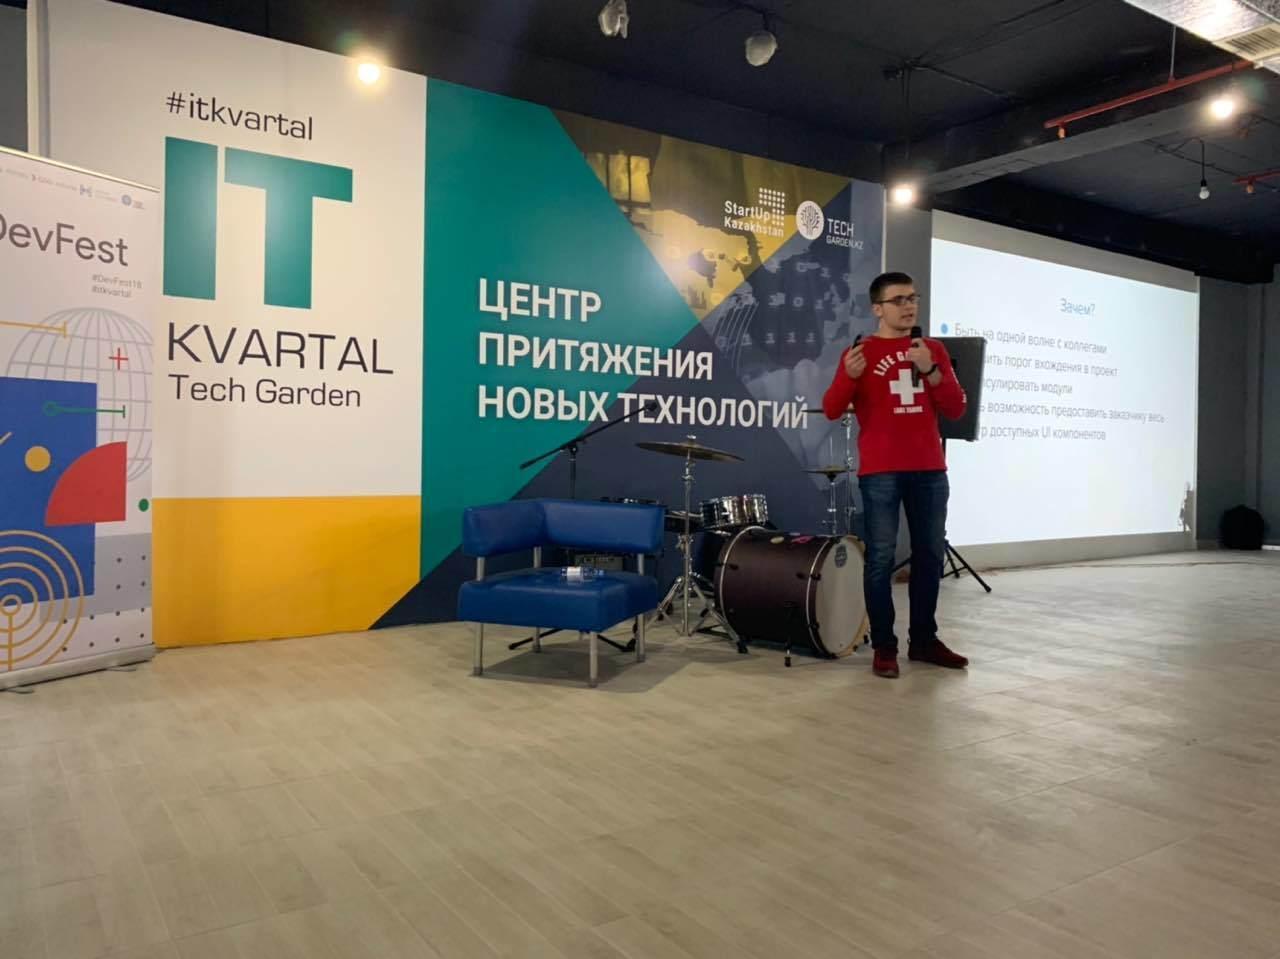 DevFest
#DevFest18
#itkvartal
#itkvartal
IT
KVARTAL
Tech Garden
StartUp
Kazakhstan
TECH
GARDEN.KZ
ЦЕНТР
ПРИТЯЖЕНИЯ
НОВЫХ ТЕХНОЛОГИЙ
LIFE
Зачем?
Быть на одной волне с коллегами
порог вхождения в проект
модули
возможность предоставить заказчику весь
доступных UI компонентов